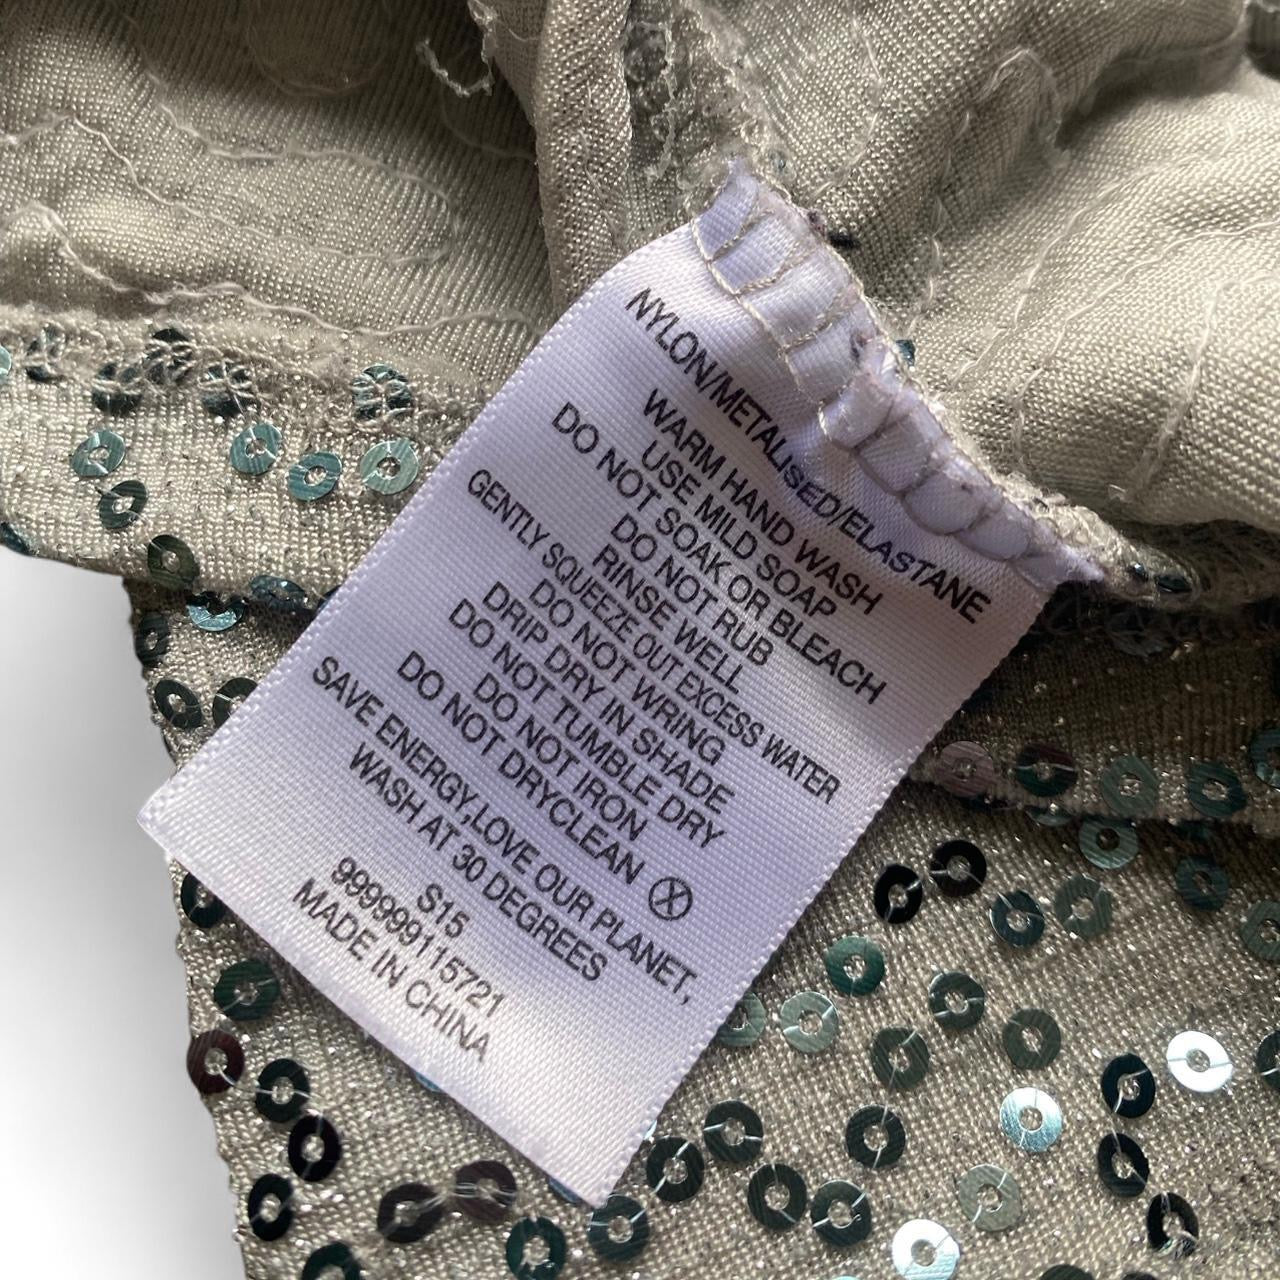 NYLON/METALISED/ELASTANE
WARM HAND WASH
USE MILD SOAP
DO NOT SOAK OR BLEACH
DO NOT RUB
RINSE WELL
GENTLY SQUEEZE OUT EXCESS WATER
DO NOT WRING
DRIP DRY IN SHADE
DO NOT TUMBLE DRY
DO NOT IRON
DO NOT DRYCLEAN Ⓧ
SAVE ENERGY,LOVE OUR PLANET,
WASH AT 30 DEGREES
S15
9999999115721
MADE IN CHINA